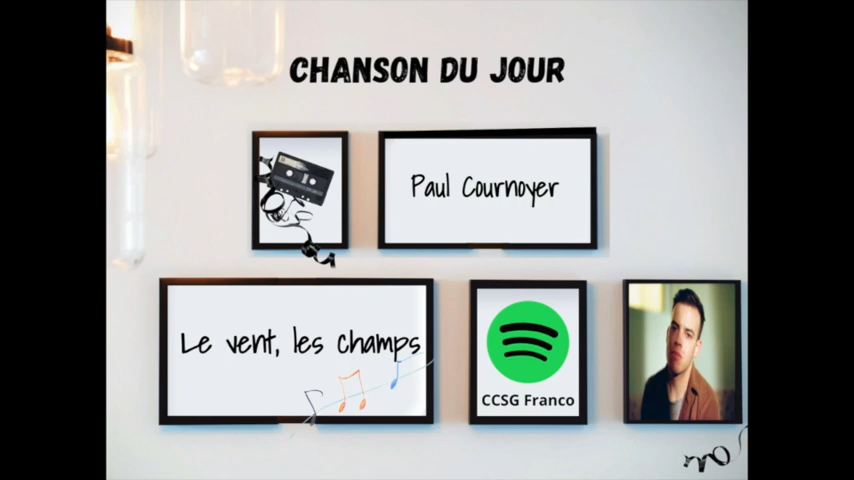 CHANSON DU JOUR
Paul Cournoyer
Le vent, les champs
CCSG Franco